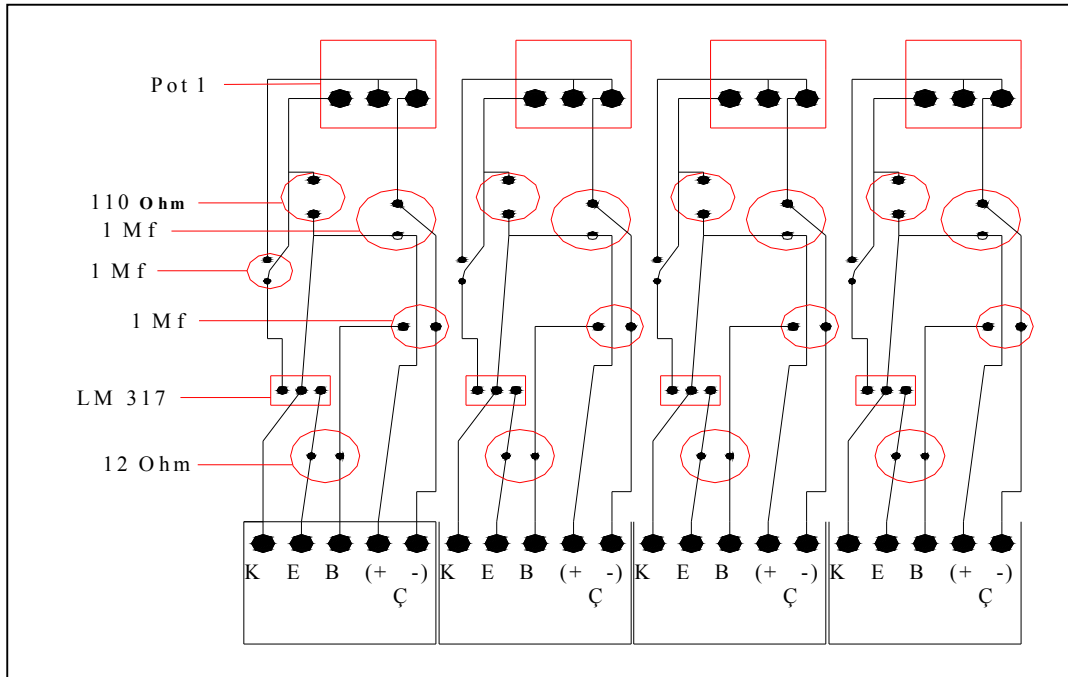 Pot 1
110 Ohm
1 Mf
1 Mf
1 Mf
LM 317
12 Ohm
K E B (+ -) K E B (+ -) K E B (+ -) K E B (+ -)
Ç Ç Ç Ç